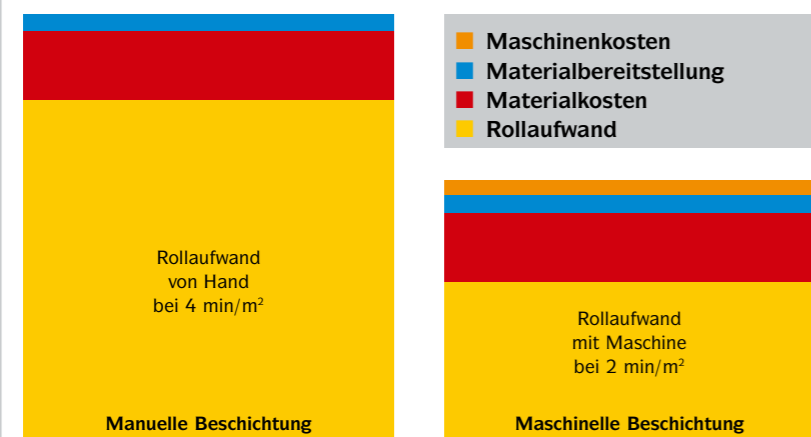 Maschinenkosten
Materialbereitstellung
Materialkosten
Rollaufwand
Rollaufwand
von Hand
bei 4 min/m²
Manuelle Beschichtung
Rollaufwand
mit Maschine
bei 2 min/m²
Maschinelle Beschichtung